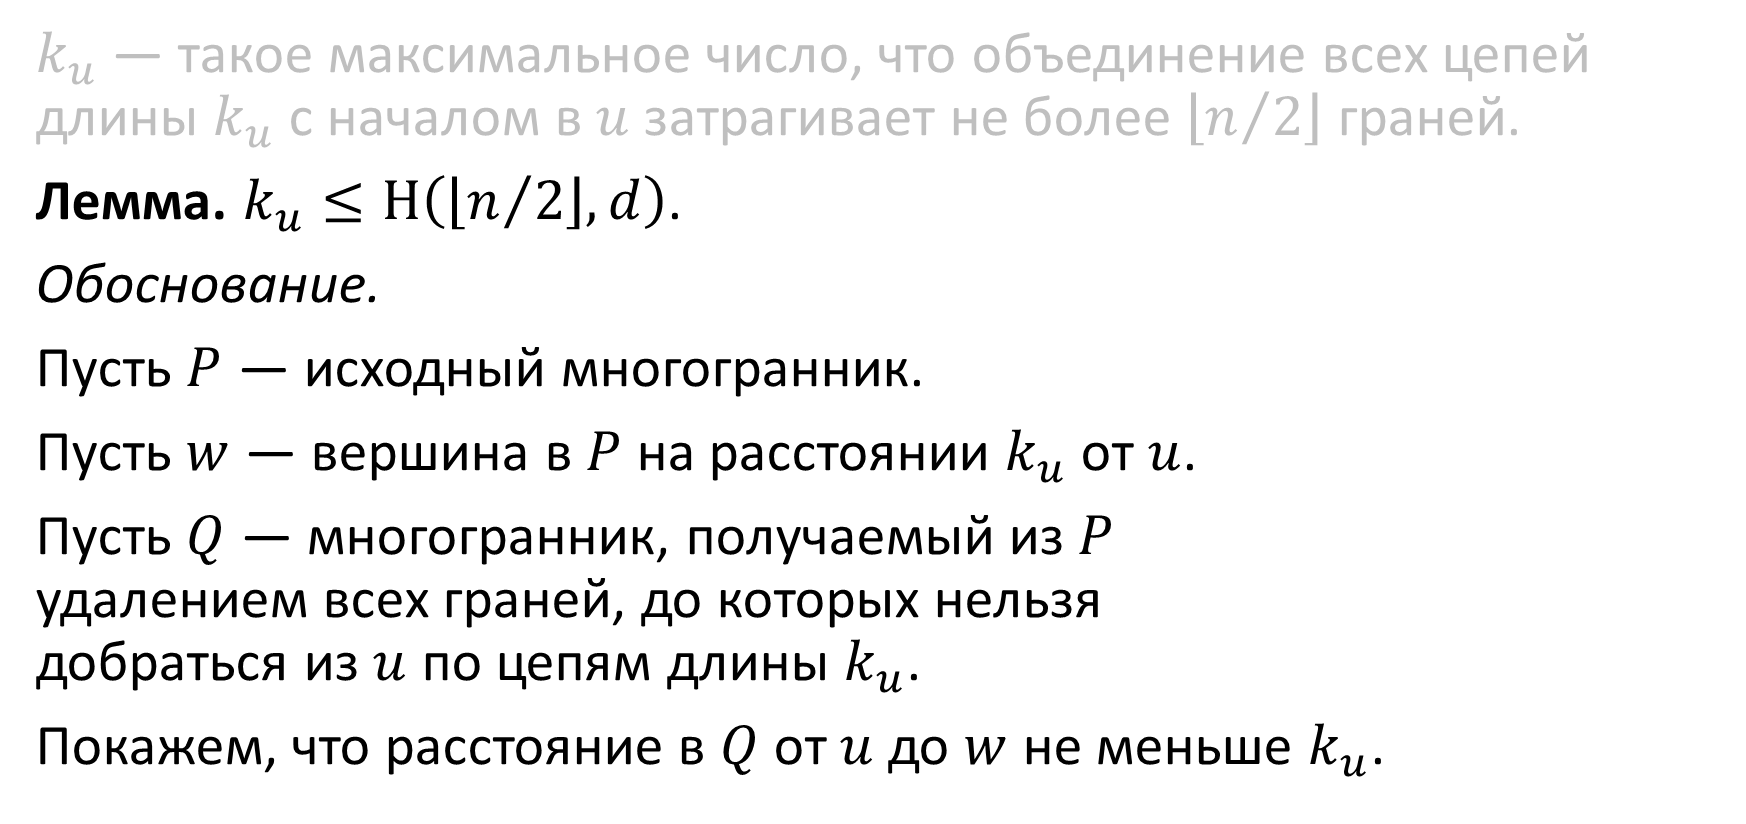 k_u — такое максимальное число, что объединение всех цепей
длины k_u с началом в u затрагивает не более ⌊n/2⌋ граней.
Лемма. k_u ≤ H(⌊n/2⌋, d).
Обоснование.
Пусть P — исходный многогранник.
Пусть w — вершина в P на расстоянии k_u от u.
Пусть Q — многогранник, получаемый из P
удалением всех граней, до которых нельзя
добраться из u по цепям длины k_u.
Покажем, что расстояние в Q от u до w не меньше k_u.